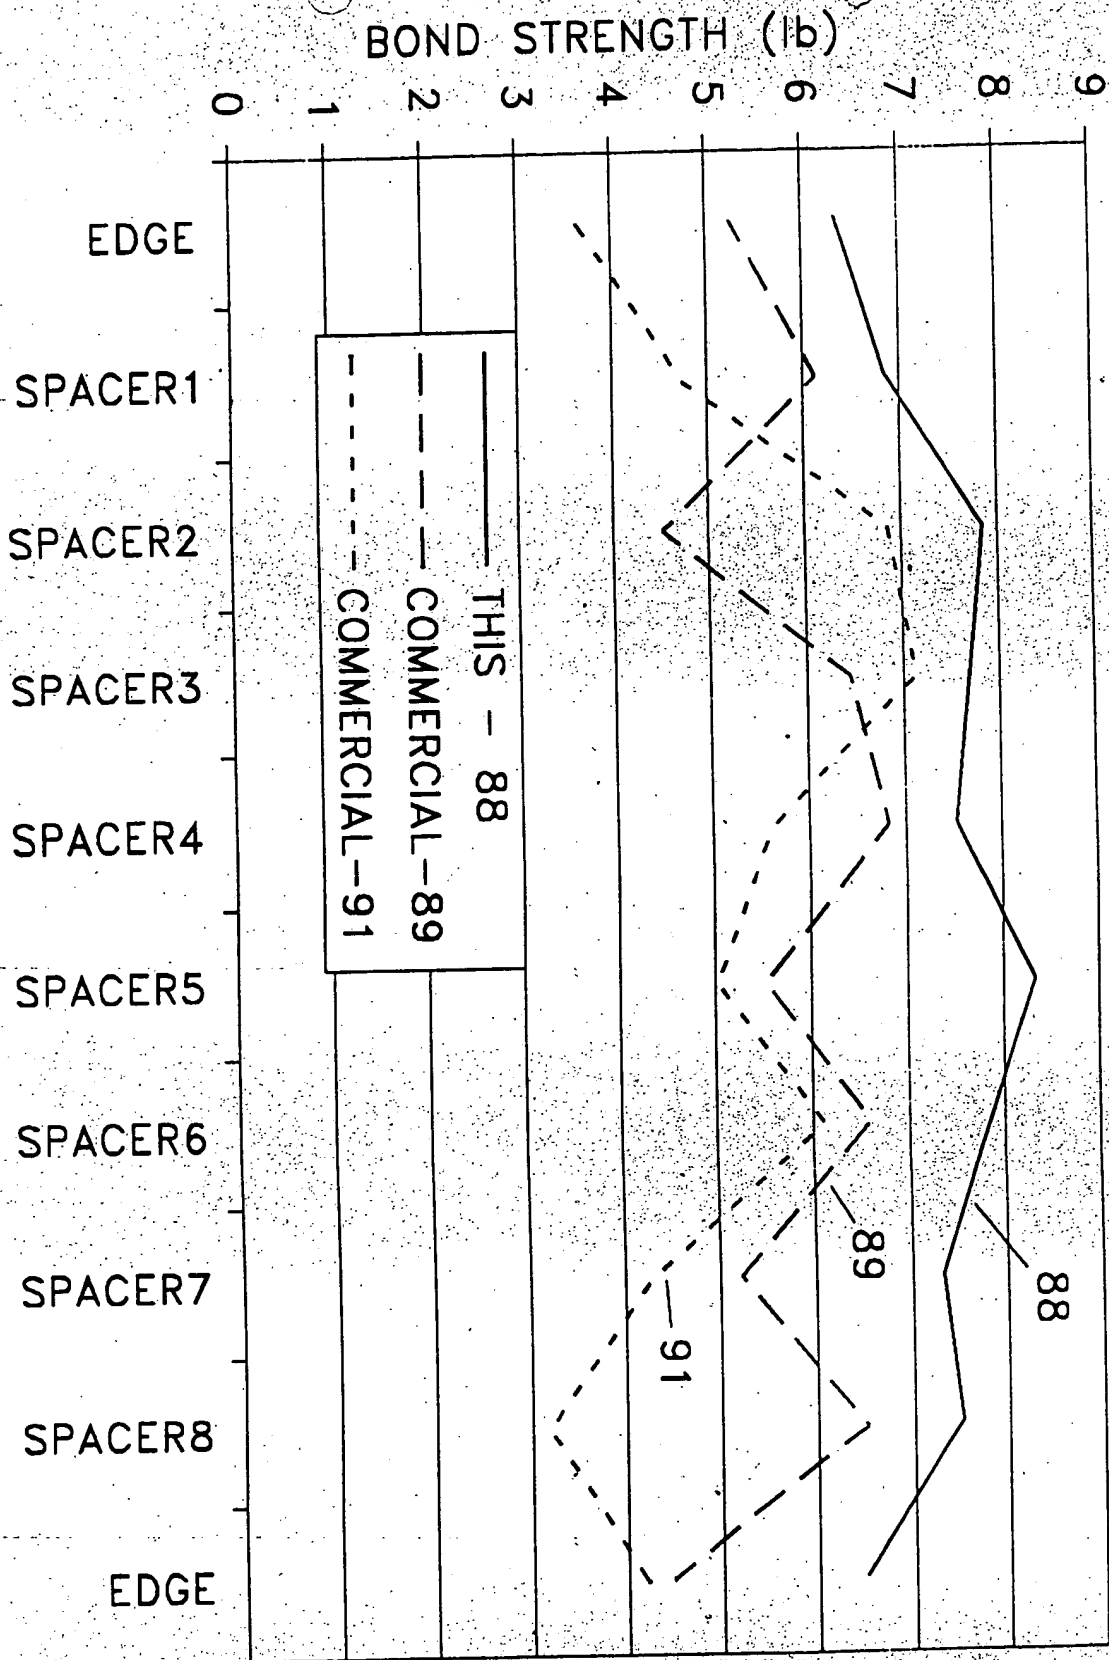 BOND STRENGTH (lb)
0 1 2 3 4 5 6 7 8 9
EDGE
SPACER1
SPACER2
SPACER3
SPACER4
SPACER5
SPACER6
SPACER7
SPACER8
EDGE
THIS - 88
COMMERCIAL-89
COMMERCIAL-91
88
89
91